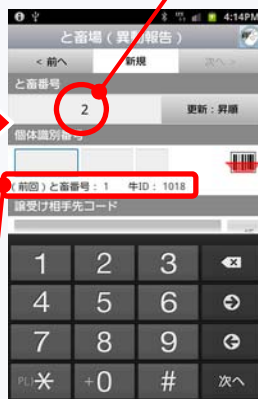 4:14PM
と畜場(異動報告)
< 前へ 新規 次へ >
と畜番号
2 更新:昇順
個体識別番号
(前回)と畜番号: 1 牛ID: 1018
譲受け相手先コード
1 2 3
4 5 6
7 8 9
+0 # 次へ